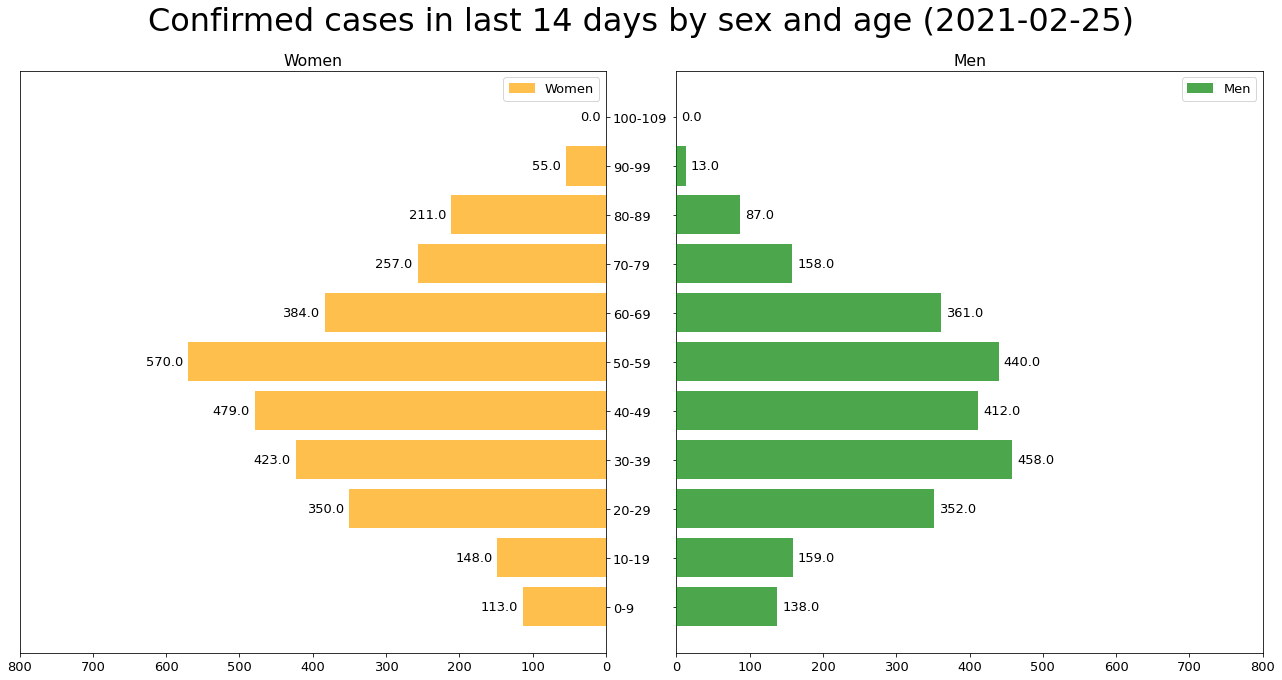 Confirmed cases in last 14 days by sex and age (2021-02-25)
Women Men
Women Men
0.0 100-109 0.0
55.0 90-99 13.0
211.0 80-89 87.0
257.0 70-79 158.0
384.0 60-69 361.0
570.0 50-59 440.0
479.0 40-49 412.0
423.0 30-39 458.0
350.0 20-29 352.0
148.0 10-19 159.0
113.0 0-9 138.0
800 700 600 500 400 300 200 100 0 0 100 200 300 400 500 600 700 800